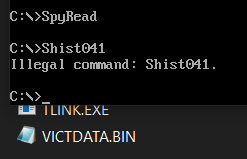 C:\>SpyRead
C:\>Shist041
Illegal command: Shist041.
C:\>_
TLINK.EXE
VICTDATA.BIN